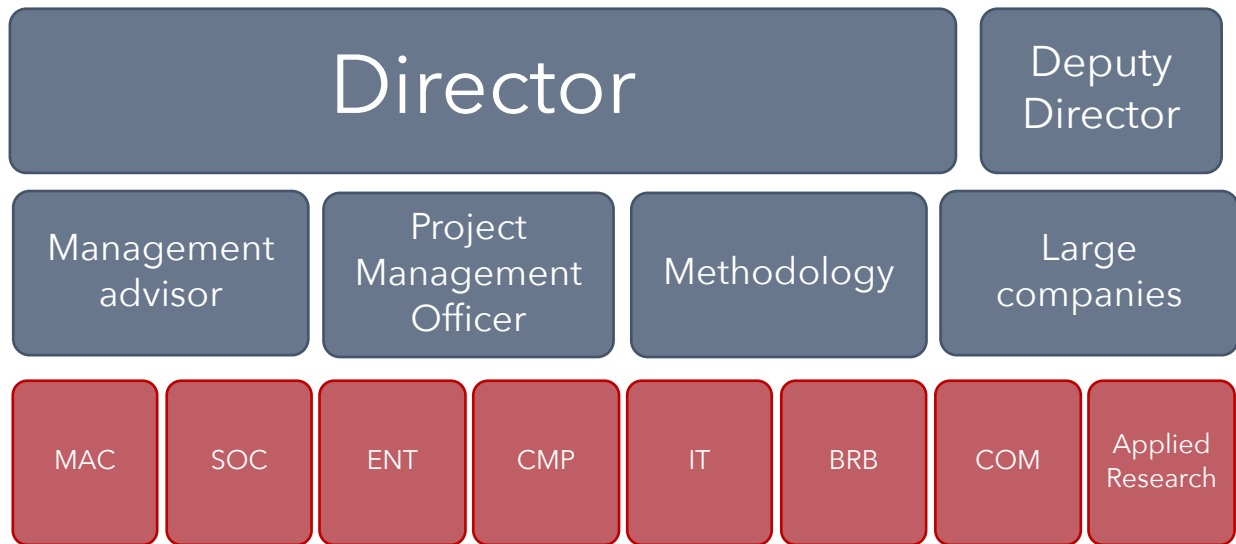 Director
Deputy
Director
Management
advisor
Project
Management
Officer
Methodology
Large
companies
MAC
SOC
ENT
CMP
IT
BRB
COM
Applied
Research